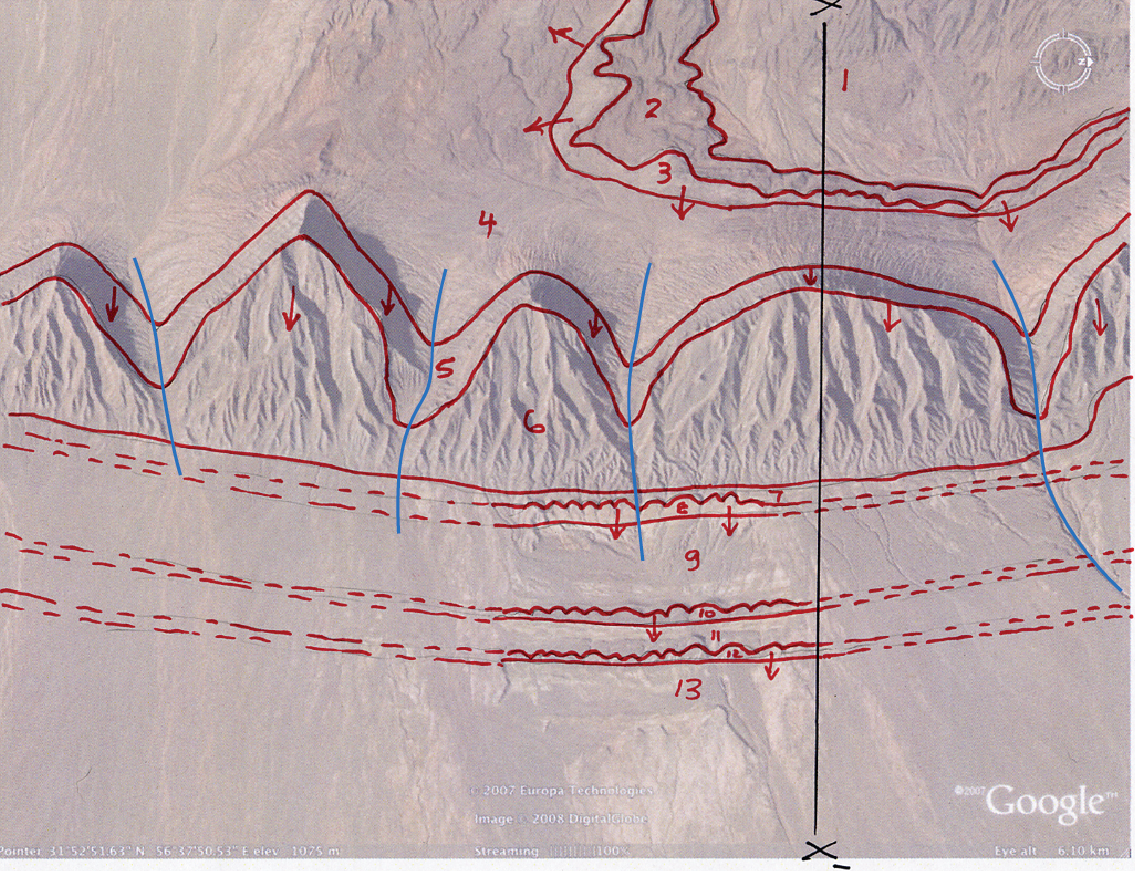 X
1
N
2
3
4
5
6
7
8
9
10
11
12
13
© 2007 Europa Technologies
Image © 2008 DigitalGlobe
©2007 Google™
Pointer 31°52'51.63" N 56°37'50.53" E elev 1075 m
Streaming ||||||||||100%
Eye alt 6.10 km
X_